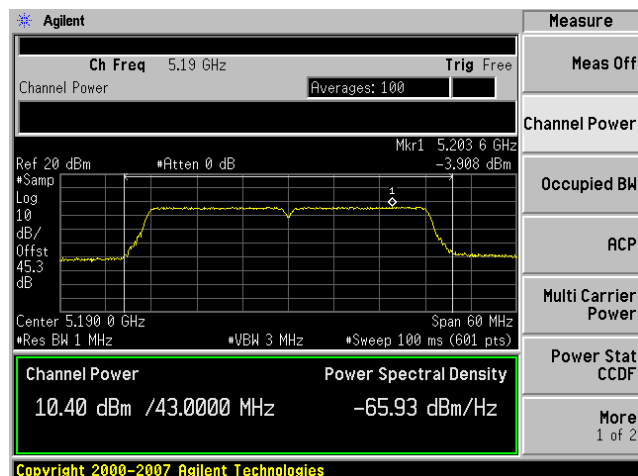 Agilent
Measure
Ch Freq 5.19 GHz Trig Free
Channel Power Averages: 100
Mkr1 5.203 6 GHz
Ref 20 dBm #Atten 0 dB -3.908 dBm
#Samp
Log
10
dB/
Offst
45.3
dB
1
Center 5.190 0 GHz Span 60 MHz
#Res BW 1 MHz #VBW 3 MHz #Sweep 100 ms (601 pts)
Channel Power Power Spectral Density
10.40 dBm /43.0000 MHz -65.93 dBm/Hz
Copyright 2000-2007 Agilent Technologies
Meas Off
Channel Power
Occupied BW
ACP
Multi Carrier
Power
Power Stat
CCDF
More
1 of 2